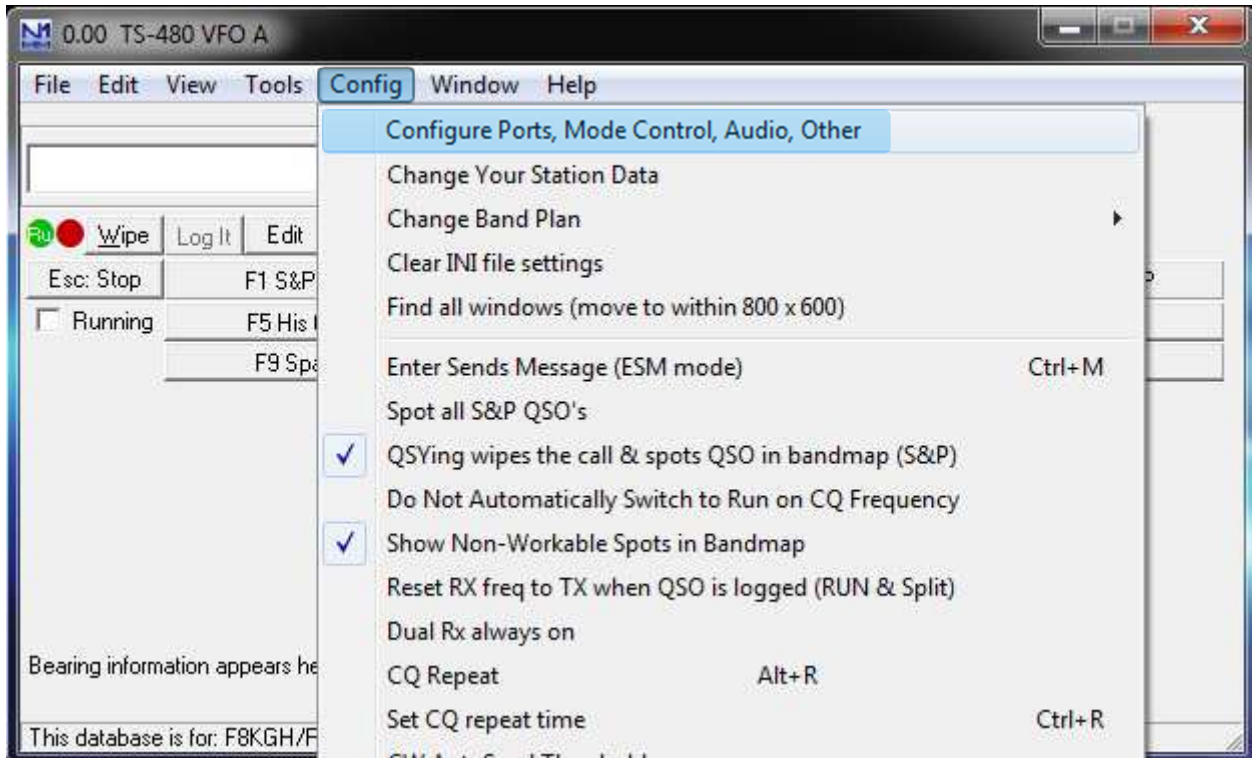 N1 0.00 TS-480 VFO A
File Edit View Tools Config Window Help
Configure Ports, Mode Control, Audio, Other
Change Your Station Data
Change Band Plan
Clear INI file settings
Find all windows (move to within 800 x 600)
Enter Sends Message (ESM mode) Ctrl+M
Spot all S&P QSO's
QSYing wipes the call & spots QSO in bandmap (S&P)
Do Not Automatically Switch to Run on CQ Frequency
Show Non-Workable Spots in Bandmap
Reset RX freq to TX when QSO is logged (RUN & Split)
Dual Rx always on
CQ Repeat Alt+R
Set CQ repeat time Ctrl+R
Ru Wipe Log It Edit
Esc: Stop F1 S&P
Running F5 His
F9 Spa
Bearing information appears he
This database is for: F8KGH/F